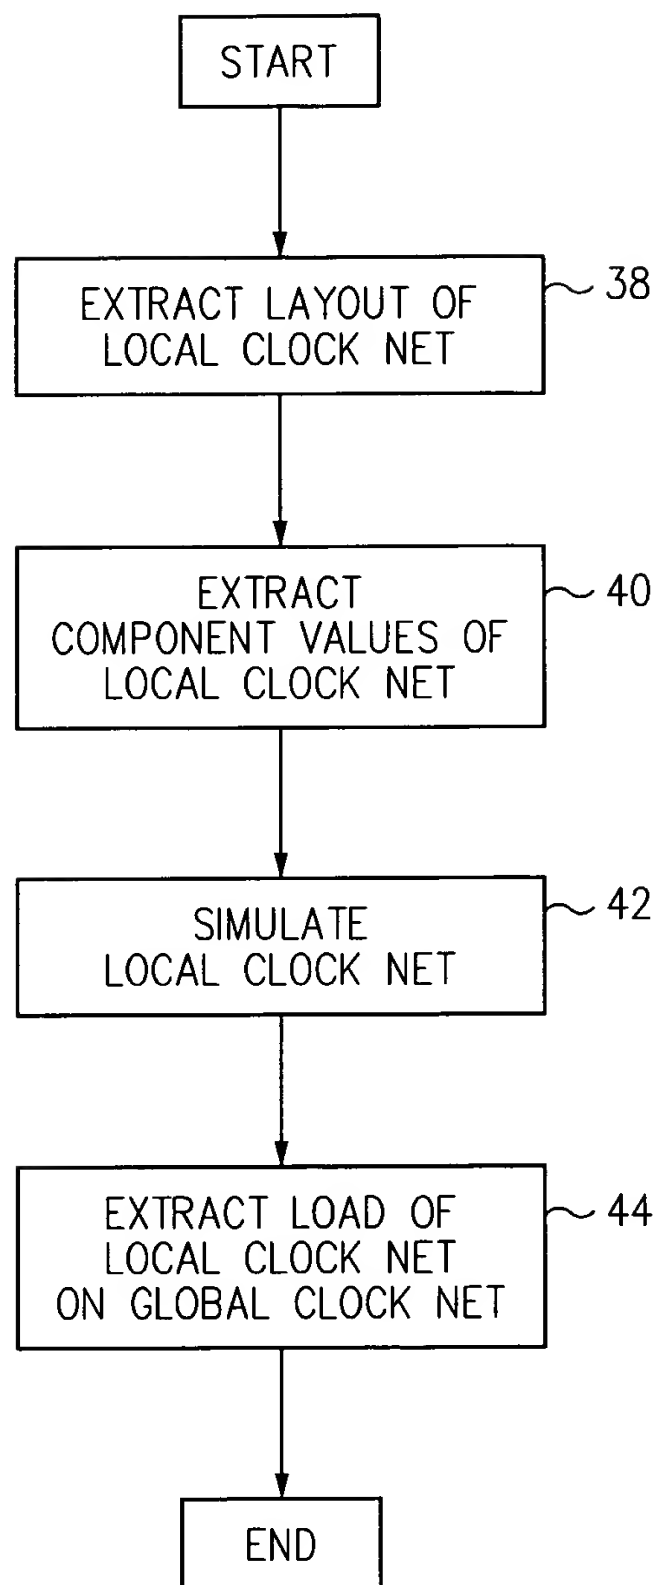 START
EXTRACT LAYOUT OF
LOCAL CLOCK NET
38
EXTRACT
COMPONENT VALUES OF
LOCAL CLOCK NET
40
SIMULATE
LOCAL CLOCK NET
42
EXTRACT LOAD OF
LOCAL CLOCK NET
ON GLOBAL CLOCK NET
44
END